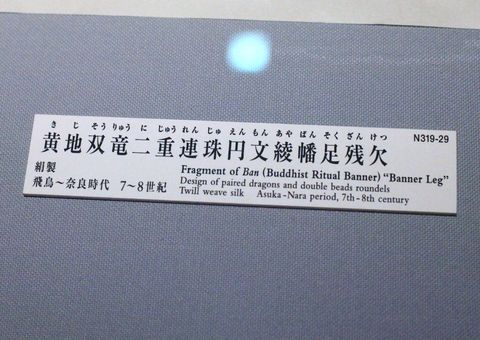 きじそうりゅうにじゅうれんじゅえんもんあやばんそくざんけつ
黄地双竜二重連珠円文綾幡足残欠 N319-29
絹製 Fragment of Ban (Buddhist Ritual Banner) “Banner Leg”
Design of paired dragons and double beads roundels
飛鳥～奈良時代 7～8世紀 Twill weave silk Asuka-Nara period, 7th-8th century